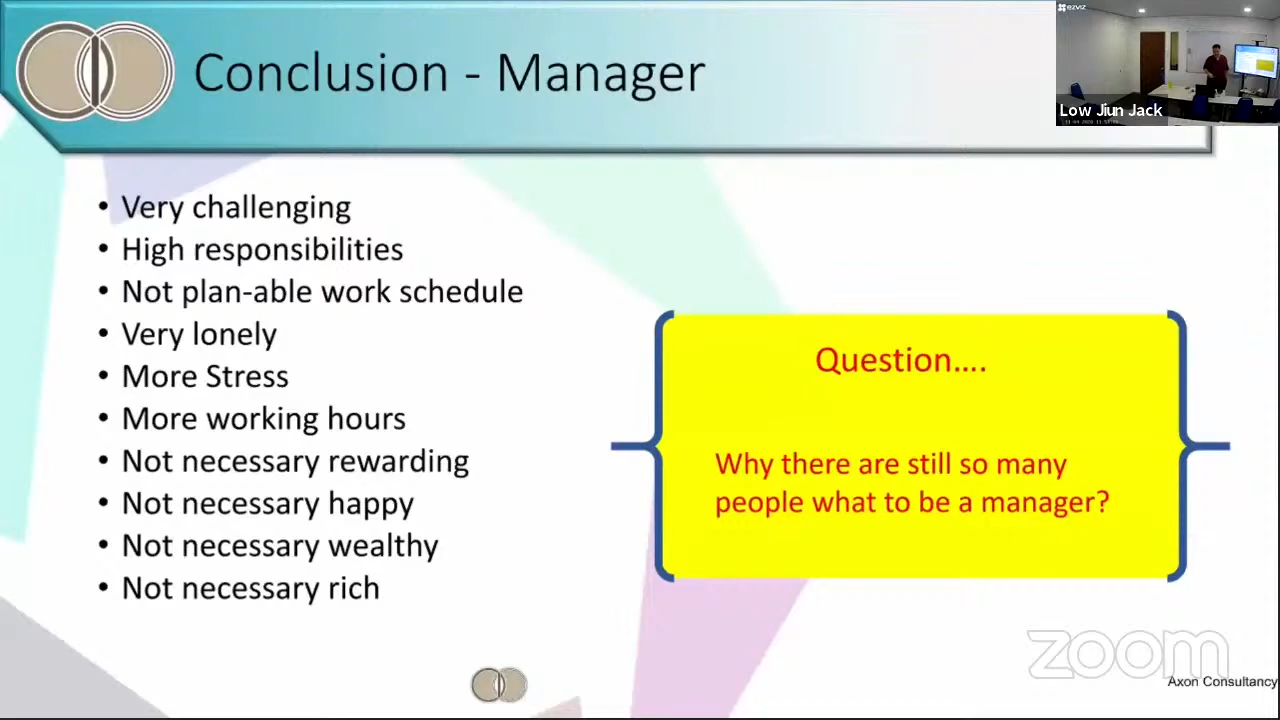 Conclusion - Manager
ezviz
Low Jiun Jack
• Very challenging
• High responsibilities
• Not plan-able work schedule
• Very lonely
• More Stress
• More working hours
• Not necessary rewarding
• Not necessary happy
• Not necessary wealthy
• Not necessary rich
Question....
Why there are still so many
people what to be a manager?
zoom
Axon Consultancy